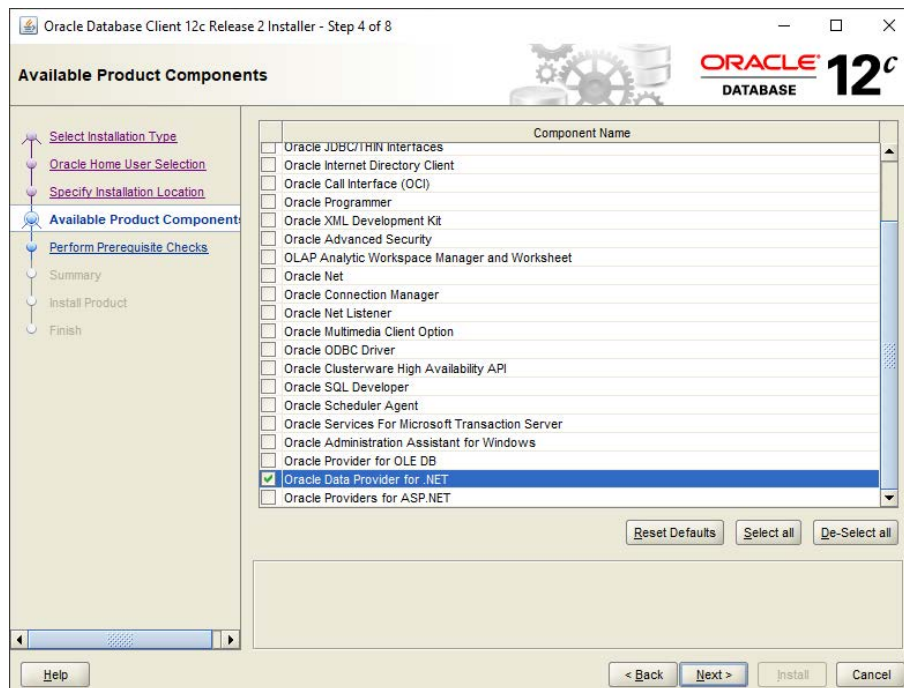 Oracle Database Client 12c Release 2 Installer - Step 4 of 8
Available Product Components
ORACLE
DATABASE
12c
Select Installation Type
Oracle Home User Selection
Specify Installation Location
Available Product Components
Perform Prerequisite Checks
Summary
Install Product
Finish
Component Name
Oracle JDBC/THIN Interfaces
Oracle Internet Directory Client
Oracle Call Interface (OCI)
Oracle Programmer
Oracle XML Development Kit
Oracle Advanced Security
OLAP Analytic Workspace Manager and Worksheet
Oracle Net
Oracle Connection Manager
Oracle Net Listener
Oracle Multimedia Client Option
Oracle ODBC Driver
Oracle Clusterware High Availability API
Oracle SQL Developer
Oracle Scheduler Agent
Oracle Services For Microsoft Transaction Server
Oracle Administration Assistant for Windows
Oracle Provider for OLE DB
Oracle Data Provider for .NET
Oracle Providers for ASP.NET
Reset Defaults Select all De-Select all
Help < Back Next > Install Cancel